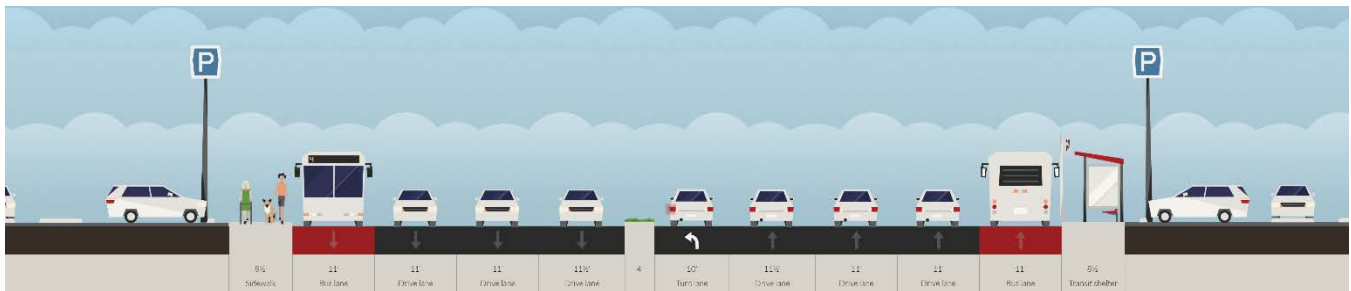 P
P
4
8½' 11' 11' 11' 11½' 4' 10' 11½' 11' 11' 11' 8½'
Sidewalk Bus lane Drive lane Drive lane Drive lane Turn lane Drive lane Drive lane Drive lane Bus lane Transit shelter